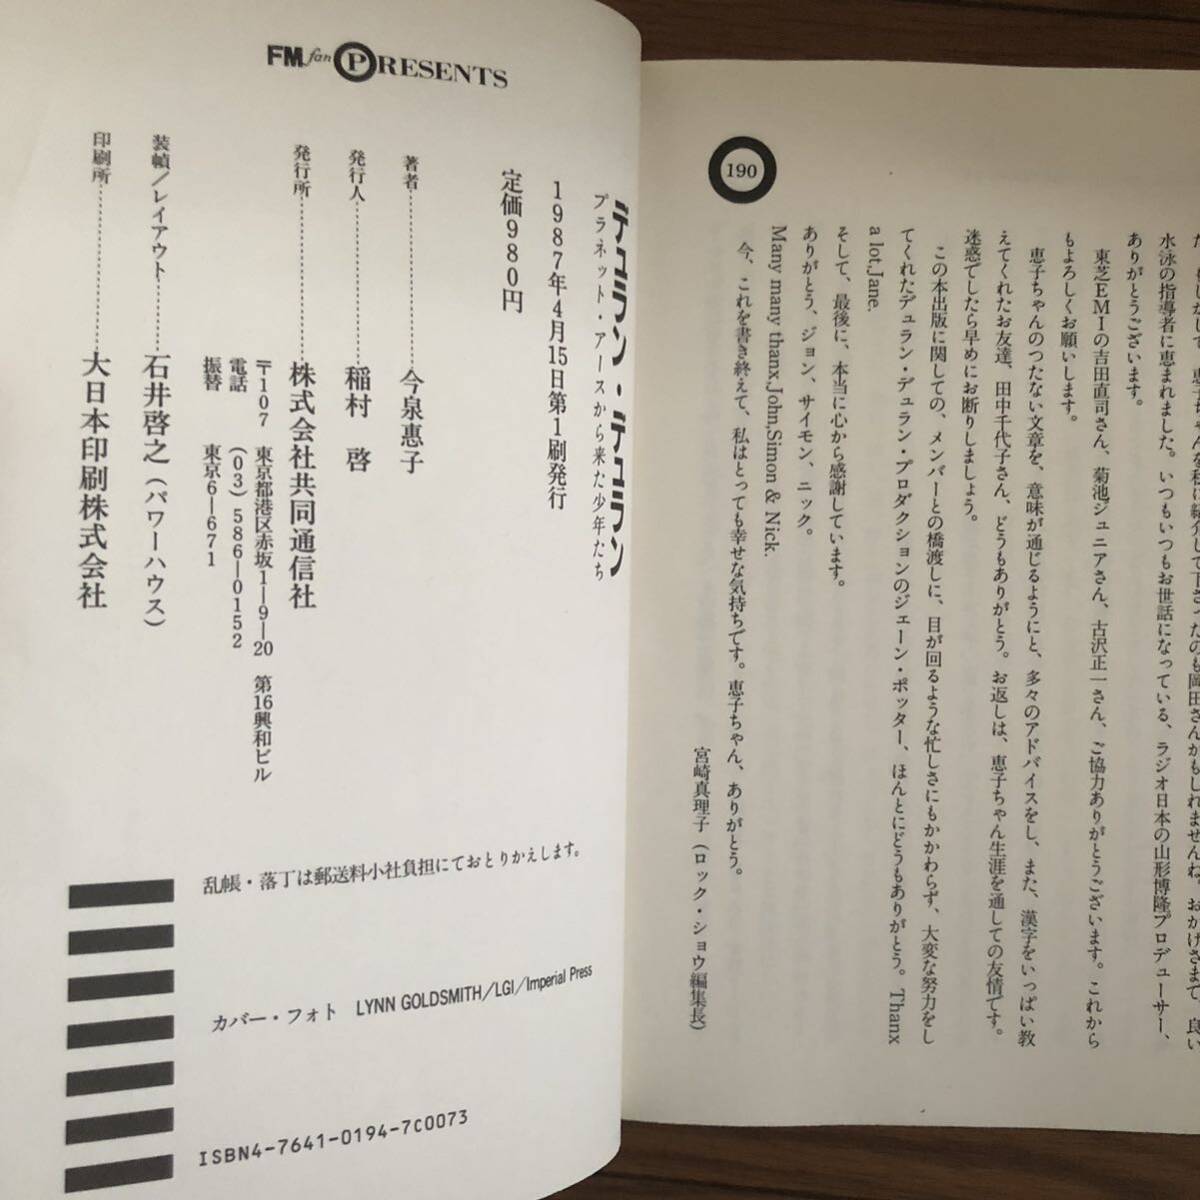 190
水泳の指導者に恵まれました。いつもいつもお世話になっている、ラジオ日本の山形博隆プロデューサー、
ありがとうございます。
東芝EMIの吉田直司さん、菊池ジュニアさん、古沢正一さん、ご協力ありがとうございます。これから
もよろしくお願いします。
恵子ちゃんのつたない文章を、意味が通じるようにと、多々のアドバイスをし、また、漢字をいっぱい教
えてくれたお友達、田中千代子さん、どうもありがとう。お返しは、恵子ちゃん生涯を通しての友情です。
迷惑でしたら早めにお断りしましょう。
この本出版に関しての、メンバーとの橋渡しに、目が回るような忙しさにもかかわらず、大変な努力をし
てくれたデュラン・デュラン・プロダクションのジェーン・ポッター、ほんとにどうもありがとう。Thanx
a lot,Jane.
そして、最後に、本当に心から感謝しています。
ありがとう、ジョン、サイモン、ニック。
Many many thanx,John,Simon & Nick.
今、これを書き終えて、私はとっても幸せな気持ちです。恵子ちゃん、ありがとう。
宮崎真理子（ロック・ショウ編集長）
FM fan PRESENTS
デュラン・デュラン
プラネット・アースから来た少年たち
1987年4月15日第1刷発行
定価980円
著者 今泉恵子
発行人 稲村 啓
発行所 株式会社共同通信社
〒107 東京都港区赤坂1―9―20 第16興和ビル
電話 (03) 586―0152
振替 東京6―671
装幀／レイアウト 石井啓之（パワーハウス）
印刷所 大日本印刷株式会社
乱帳・落丁は郵送料小社負担にておとりかえします。
カバー・フォト LYNN GOLDSMITH／LGI／Imperial Press
ISBN4-7641-0194-7C0073